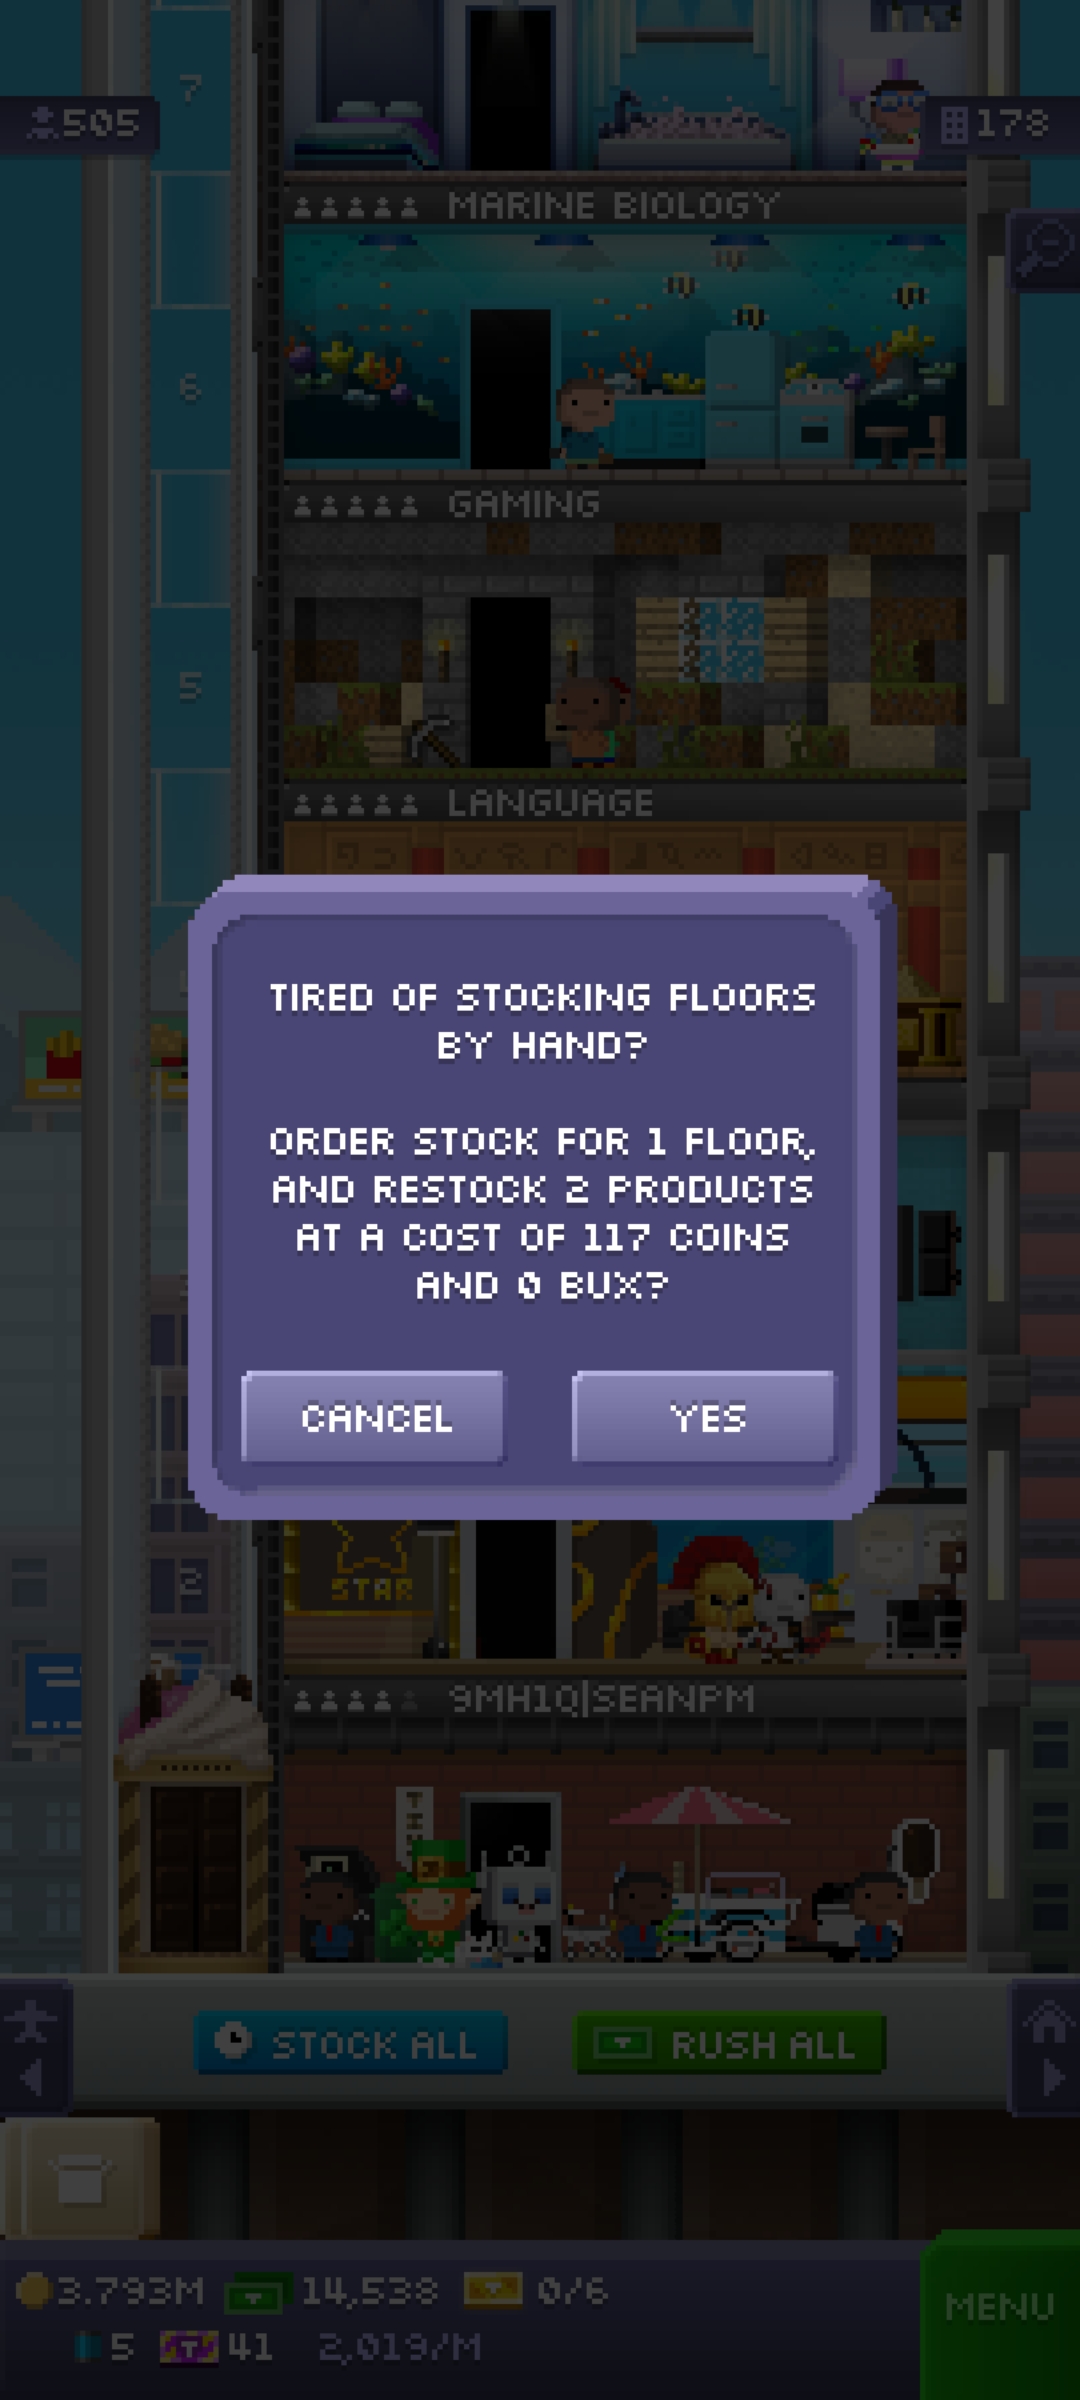 7
505
178
MARINE BIOLOGY
6
GAMING
5
LANGUAGE
TIRED OF STOCKING FLOORS
BY HAND?
ORDER STOCK FOR 1 FLOOR,
AND RESTOCK 2 PRODUCTS
AT A COST OF 117 COINS
AND 0 BUX?
CANCEL
YES
2
STAR
9MH1Q|SEANPM
STOCK ALL
RUSH ALL
3.793M
14,538
0/6
MENU
5
41
2,019/M